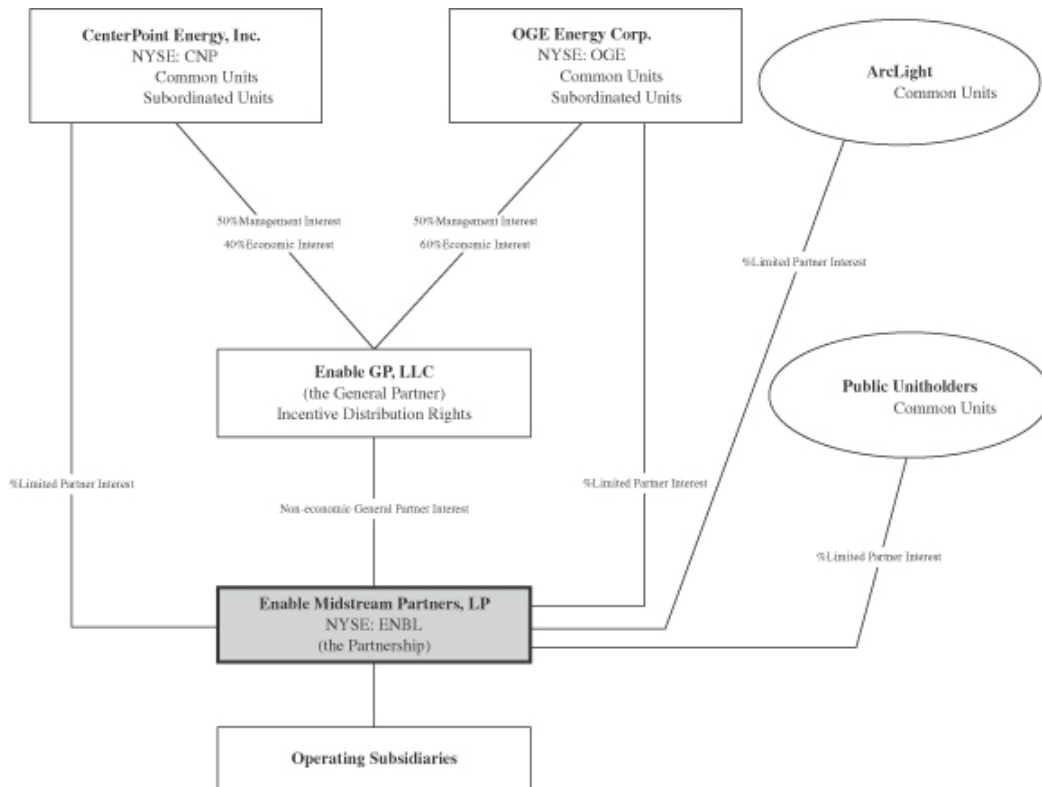 CenterPoint Energy, Inc.
NYSE: CNP
Common Units
Subordinated Units
OGE Energy Corp.
NYSE: OGE
Common Units
Subordinated Units
ArcLight
Common Units
50%Management Interest
40%Economic Interest
50%Management Interest
60%Economic Interest
%Limited Partner Interest
Enable GP, LLC
(the General Partner)
Incentive Distribution Rights
Public Unitholders
Common Units
%Limited Partner Interest
%Limited Partner Interest
Non-economic General Partner Interest
%Limited Partner Interest
Enable Midstream Partners, LP
NYSE: ENBL
(the Partnership)
Operating Subsidiaries